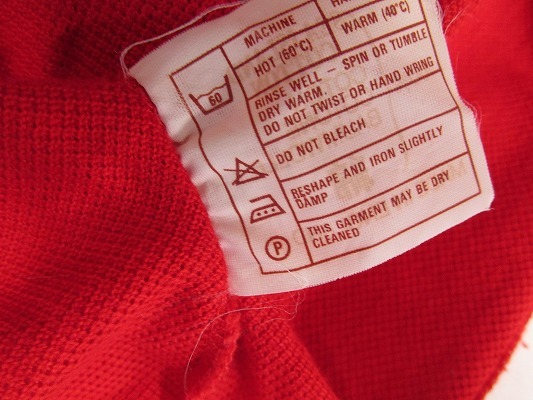 MACHINE
HOT (60°C)
WARM (40°C)
60
RINSE WELL – SPIN OR TUMBLE
DRY WARM.
DO NOT TWIST OR HAND WRING
DO NOT BLEACH
RESHAPE AND IRON SLIGHTLY
DAMP
P
THIS GARMENT MAY BE DRY
CLEANED